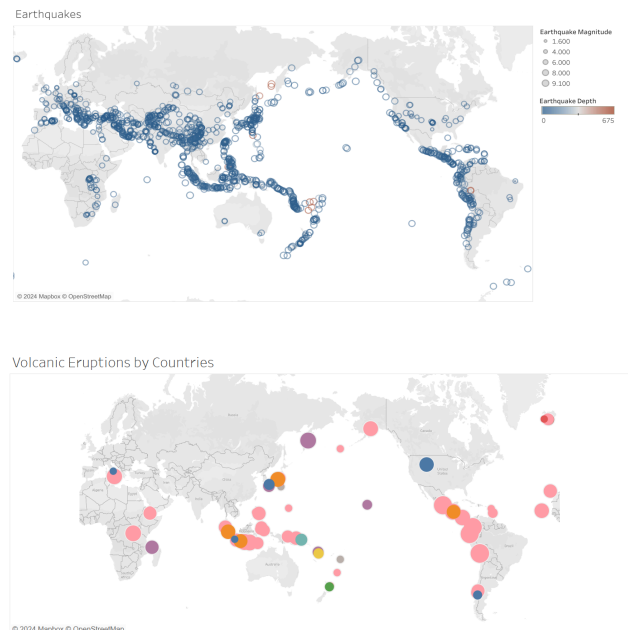 Earthquakes
Earthquake Magnitude
1.600
4.000
6.000
8.000
9.100
Earthquake Depth
0 675
© 2024 Mapbox © OpenStreetMap
Volcanic Eruptions by Countries
© 2024 Mapbox © OpenStreetMap